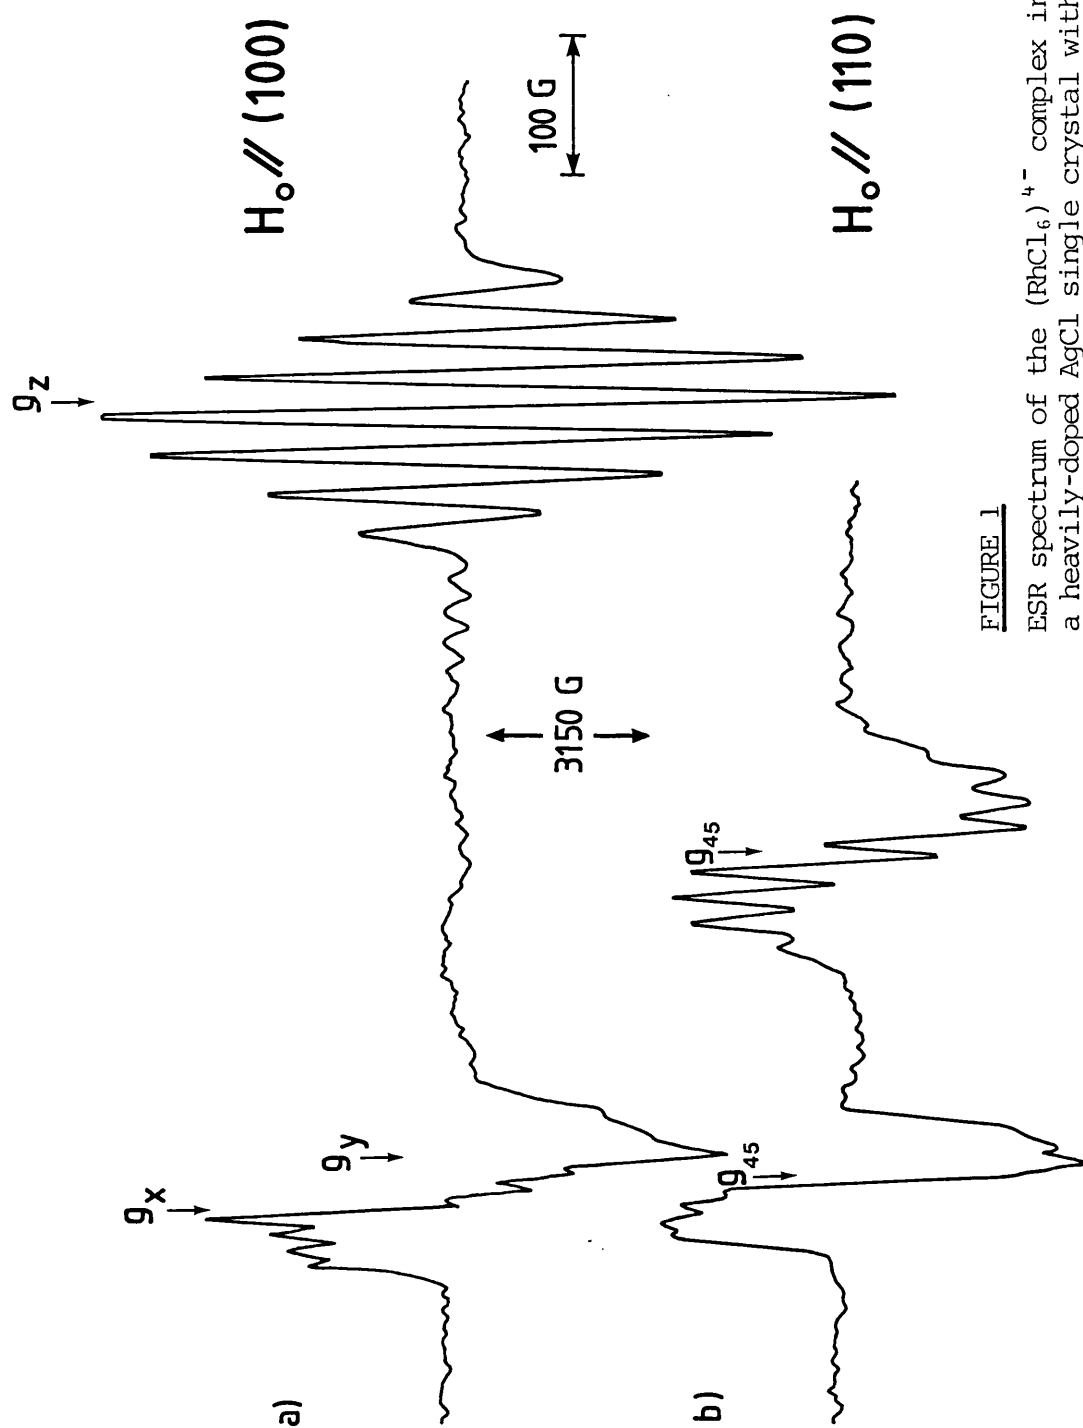 a)
gx
gy
gz
H₀ // (100)
3150 G
100 G
b)
g45
g45
H₀ // (110)
FIGURE 1
ESR spectrum of the (RhCl₆)⁴⁻ complex in
a heavily-doped AgCl single crystal with